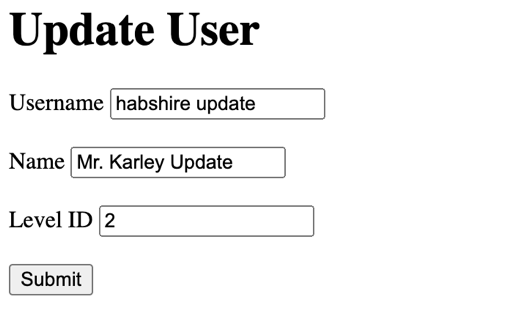 Update User
Username habshire update
Name Mr. Karley Update
Level ID 2
Submit